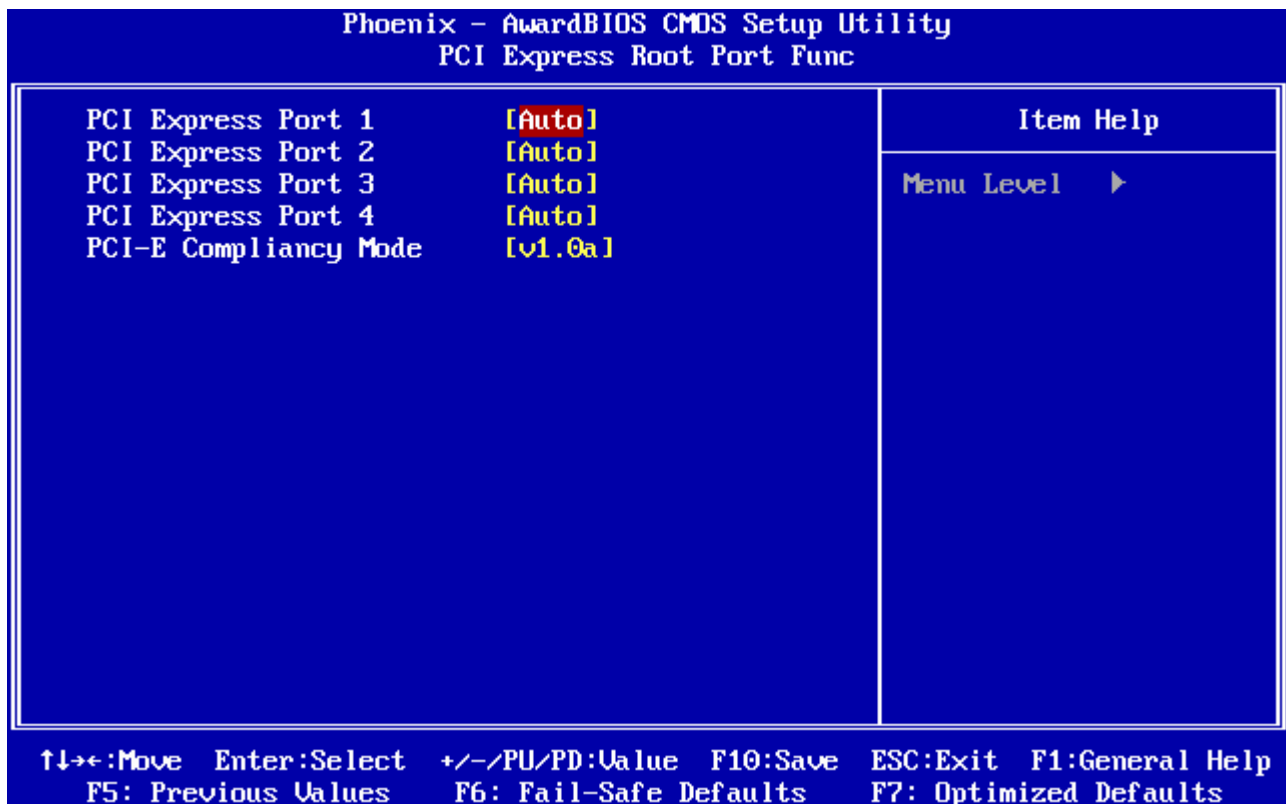 Phoenix - AwardBIOS CMOS Setup Utility
PCI Express Root Port Func
PCI Express Port 1 [Auto]
PCI Express Port 2 [Auto]
PCI Express Port 3 [Auto]
PCI Express Port 4 [Auto]
PCI-E Compliancy Mode [v1.0a]
Item Help
Menu Level ▶
↑↓→←:Move Enter:Select +/-/PU/PD:Value F10:Save ESC:Exit F1:General Help
F5: Previous Values F6: Fail-Safe Defaults F7: Optimized Defaults